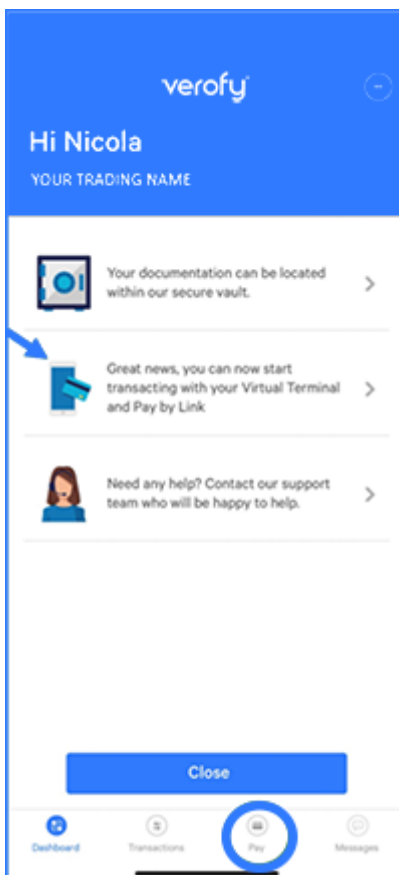 verofy
Hi Nicola
YOUR TRADING NAME
Your documentation can be located
within our secure vault.
Great news, you can now start
transacting with your Virtual Terminal
and Pay by Link
Need any help? Contact our support
team who will be happy to help.
Close
Dashboard
Transactions
Pay
Messages